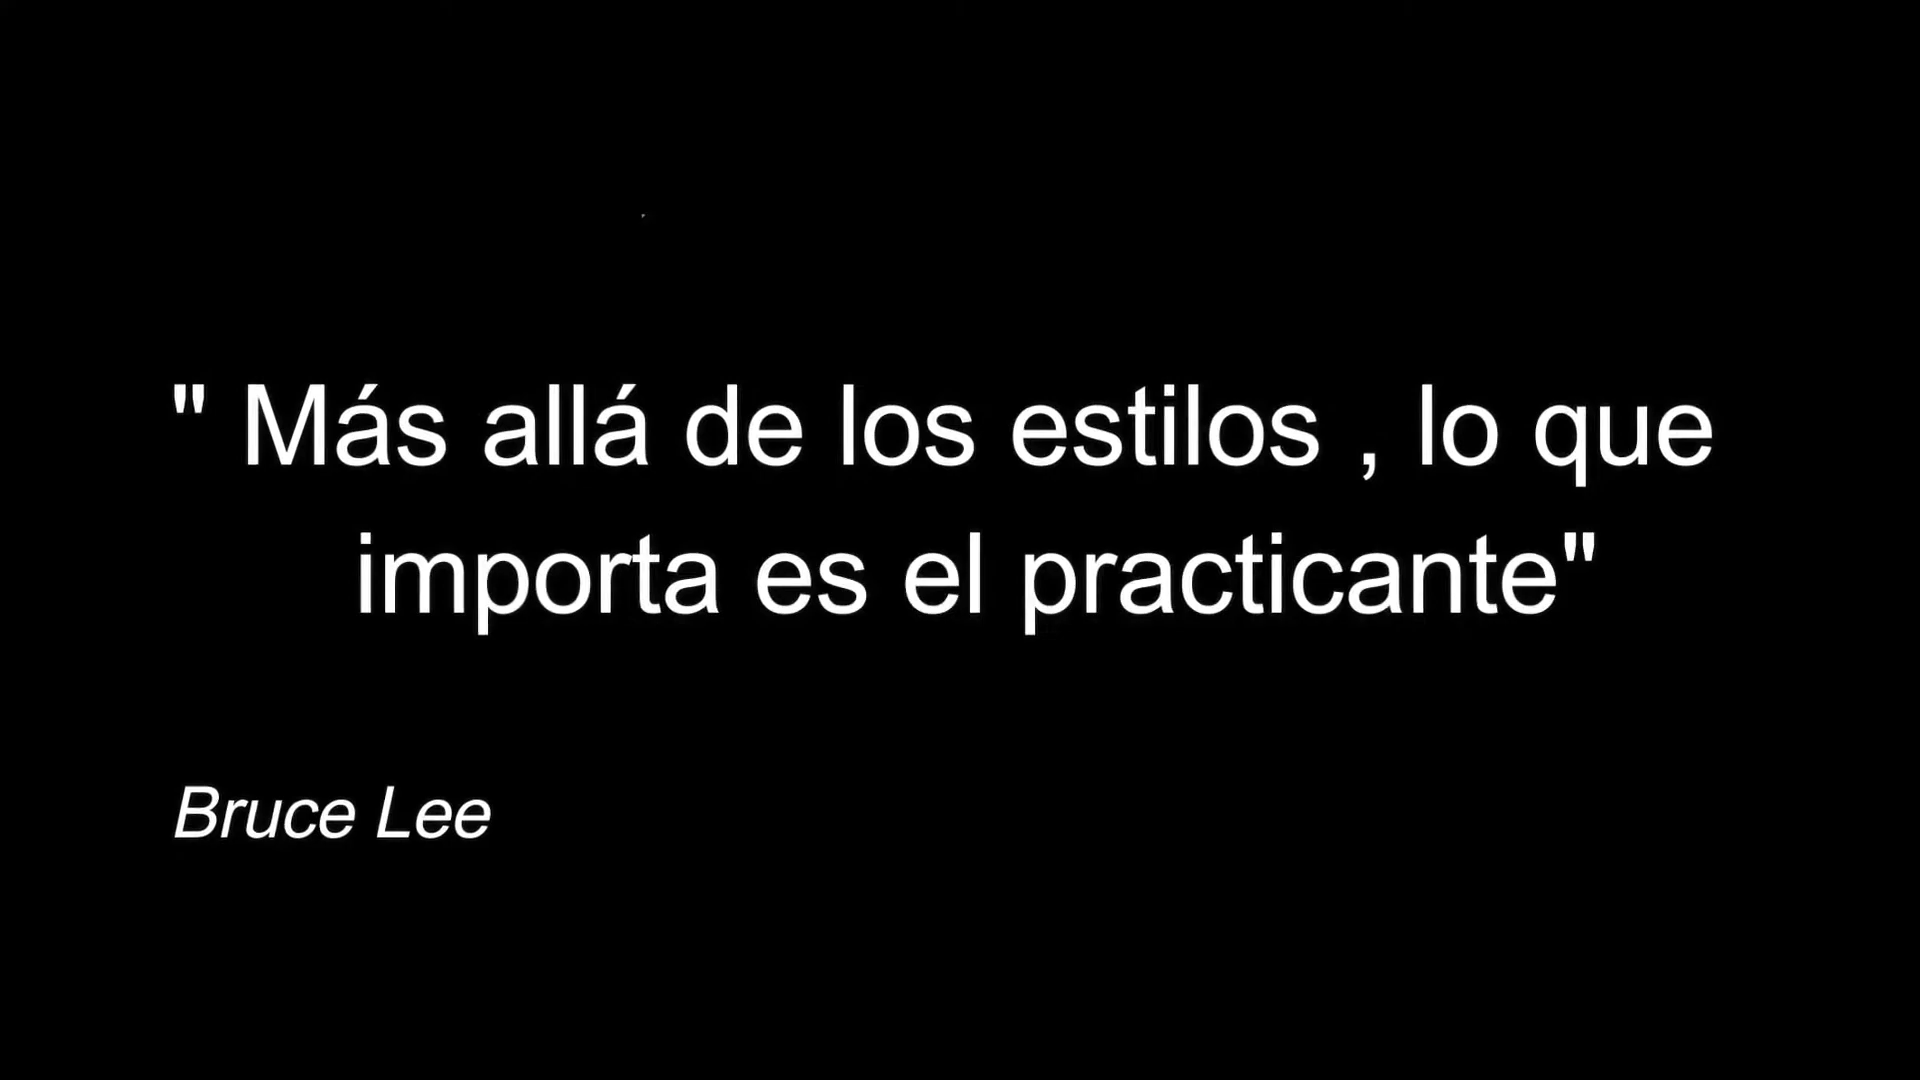 " Más allá de los estilos , lo que
importa es el practicante"
Bruce Lee